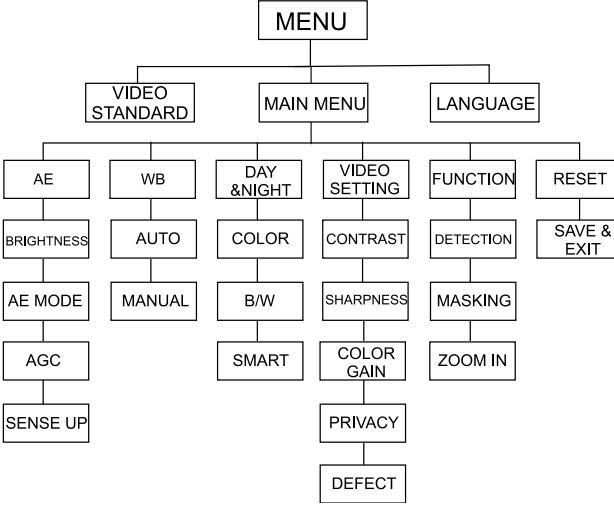 MENU
VIDEO
STANDARD
MAIN MENU
LANGUAGE
AE
WB
DAY
&NIGHT
VIDEO
SETTING
FUNCTION
RESET
BRIGHTNESS
AUTO
COLOR
CONTRAST
DETECTION
SAVE &
EXIT
AE MODE
MANUAL
B/W
SHARPNESS
MASKING
AGC
SMART
COLOR
GAIN
ZOOM IN
SENSE UP
PRIVACY
DEFECT